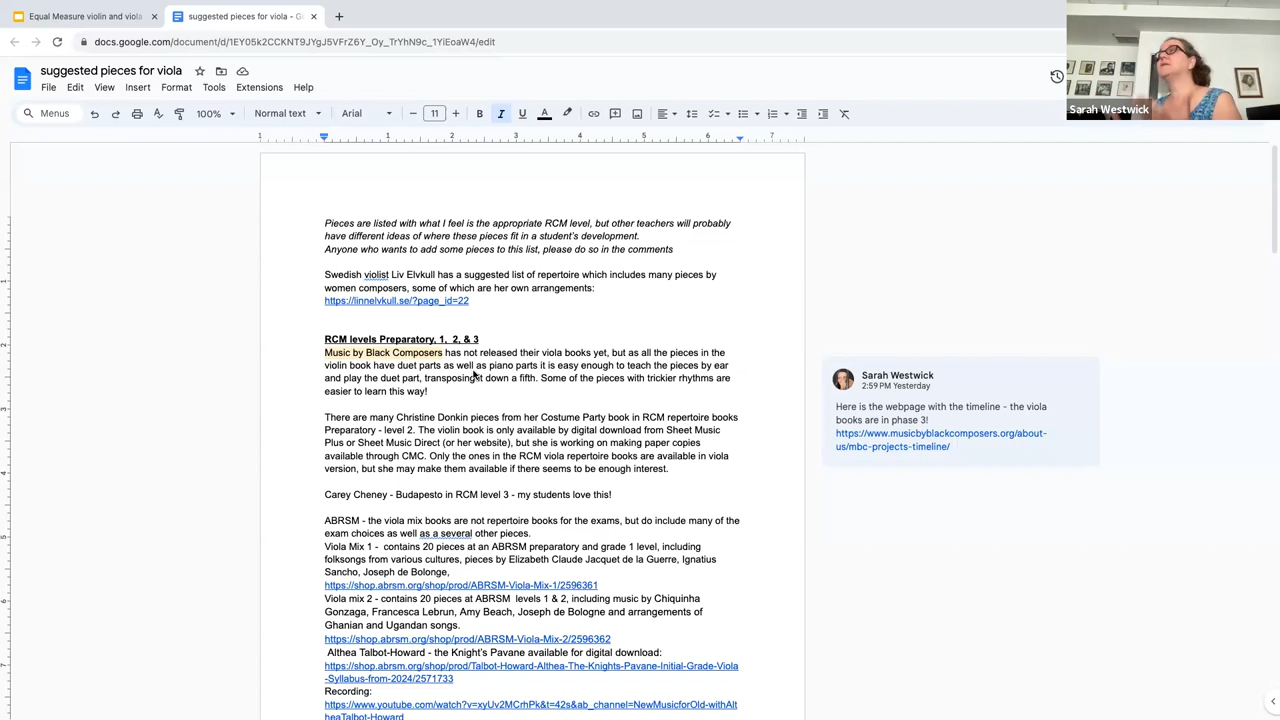 Equal Measure violin and viola
suggested pieces for viola - G
docs.google.com/document/d/1EY05k2CCKNT9JYgJ5VFrZ6Y_Oy_TrYhN9c_1YiEoaW4/edit
suggested pieces for viola
File Edit View Insert Format Tools Extensions Help
Menus 100% Normal text Arial 11 B I U A
Sarah Westwick
1 1 2 3 4 5 6 7
Pieces are listed with what I feel is the appropriate RCM level, but other teachers will probably
have different ideas of where these pieces fit in a student's development.
Anyone who wants to add some pieces to this list, please do so in the comments
Swedish violist Liv Elvkull has a suggested list of repertoire which includes many pieces by
women composers, some of which are her own arrangements:
https://linnelvkull.se/?page_id=22
RCM levels Preparatory, 1, 2, & 3
Music by Black Composers has not released their viola books yet, but as all the pieces in the
violin book have duet parts as well as piano parts it is easy enough to teach the pieces by ear
and play the duet part, transposing it down a fifth. Some of the pieces with trickier rhythms are
easier to learn this way!
There are many Christine Donkin pieces from her Costume Party book in RCM repertoire books
Preparatory - level 2. The violin book is only available by digital download from Sheet Music
Plus or Sheet Music Direct (or her website), but she is working on making paper copies
available through CMC. Only the ones in the RCM viola repertoire books are available in viola
version, but she may make them available if there seems to be enough interest.
Carey Cheney - Budapesto in RCM level 3 - my students love this!
ABRSM - the viola mix books are not repertoire books for the exams, but do include many of the
exam choices as well as a several other pieces.
Viola Mix 1 - contains 20 pieces at an ABRSM preparatory and grade 1 level, including
folksongs from various cultures, pieces by Elizabeth Claude Jacquet de la Guerre, Ignatius
Sancho, Joseph de Bolonge,
https://shop.abrsm.org/shop/prod/ABRSM-Viola-Mix-1/2596361
Viola mix 2 - contains 20 pieces at ABRSM levels 1 & 2, including music by Chiquinha
Gonzaga, Francesca Lebrun, Amy Beach, Joseph de Bologne and arrangements of
Ghanian and Ugandan songs.
https://shop.abrsm.org/shop/prod/ABRSM-Viola-Mix-2/2596362
Althea Talbot-Howard - the Knight's Pavane available for digital download:
https://shop.abrsm.org/shop/prod/Talbot-Howard-Althea-The-Knights-Pavane-Initial-Grade-Viola
-Syllabus-from-2024/2571733
Recording:
https://www.youtube.com/watch?v=xyUv2MCrhPk&t=42s&ab_channel=NewMusicforOld-withAlt
heaTalbot-Howard
Sarah Westwick
2:59 PM Yesterday
Here is the webpage with the timeline - the viola
books are in phase 3!
https://www.musicbyblackcomposers.org/about-
us/mbc-projects-timeline/